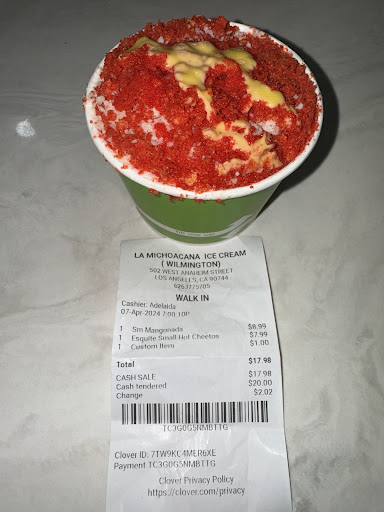 LA MICHOACANA ICE CREAM
( WILMINGTON)
502 WEST ANAHEIM STREET
LOS ANGELES, CA 90744
6263775705
WALK IN
Cashier: Adelaida
07-Apr-2024 7:00:10P
1 Sm Mangonada $8.99
1 Esquite Small Hot Cheetos $7.99
1 Custom Item $1.00
Total $17.98
CASH SALE $17.98
Cash tendered $20.00
Change $2.02
TC3G0G5NMBTTG
Clover ID: 7TW9KC4MER6XE
Payment TC3G0G5NMBTTG
Clover Privacy Policy
https://clover.com/privacy